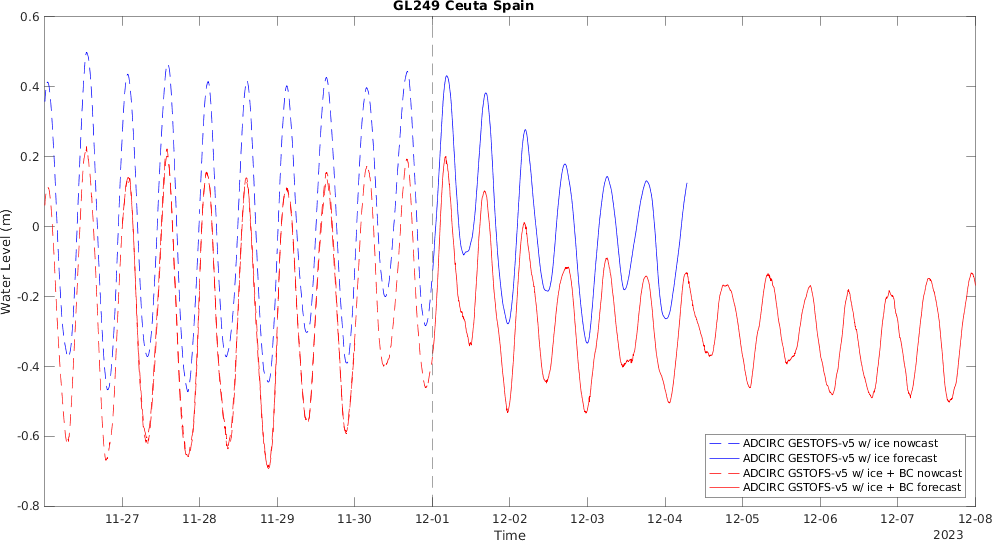 GL249 Ceuta Spain
0.6
0.4
0.2
0
-0.2
-0.4
-0.6
-0.8
Water Level (m)
ADCIRC GESTOFS-v5 w/ ice nowcast
ADCIRC GESTOFS-v5 w/ ice forecast
ADCIRC GSTOFS-v5 w/ ice + BC nowcast
ADCIRC GSTOFS-v5 w/ ice + BC forecast
11-27 11-28 11-29 11-30 12-01 12-02 12-03 12-04 12-05 12-06 12-07 12-08
Time
2023